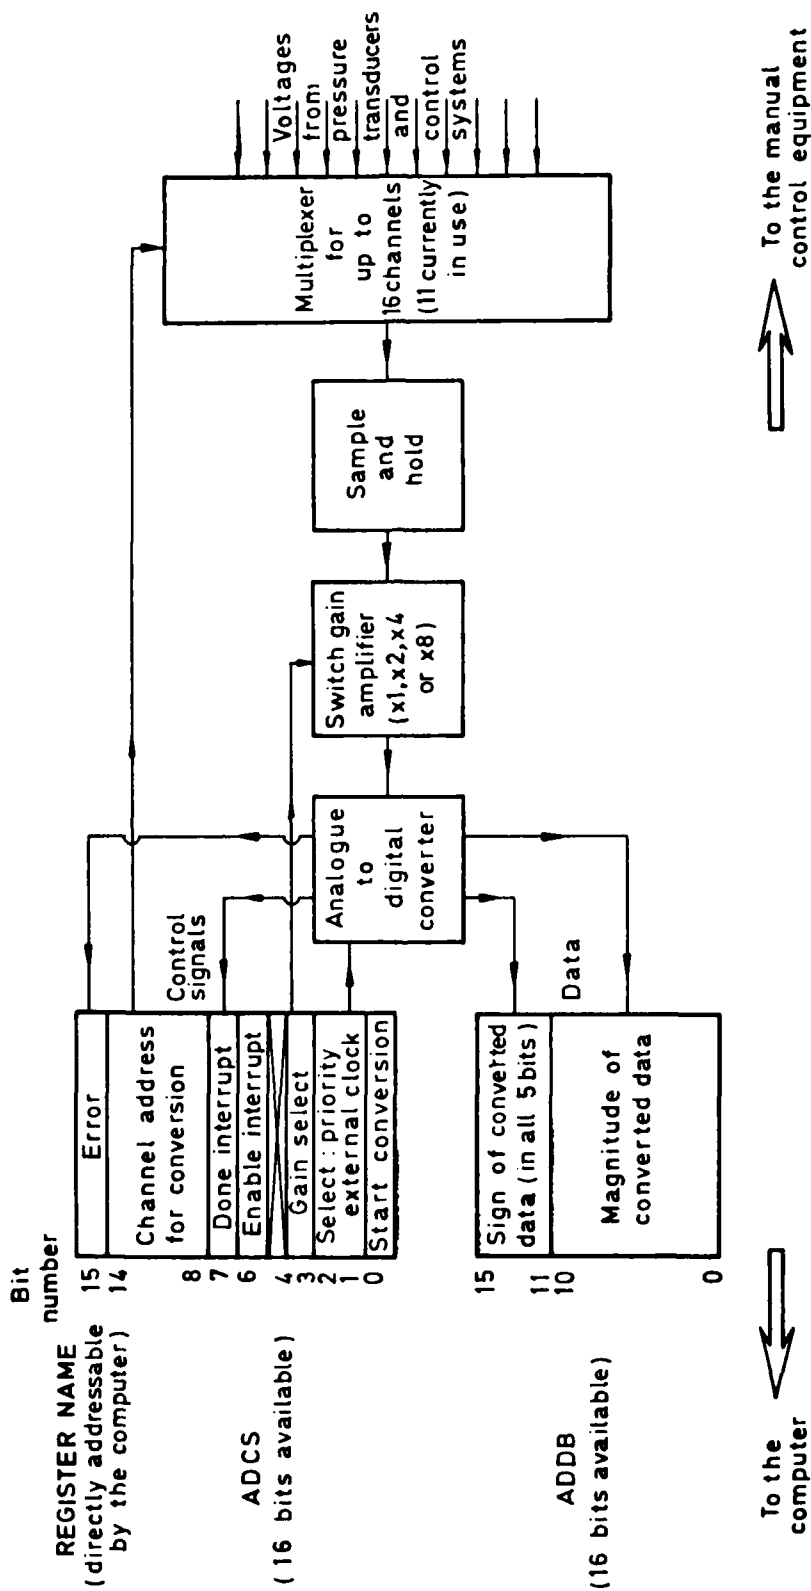 REGISTER NAME
(directly addressable
by the computer)
Bit
number
ADCS
(16 bits available)
15
14
8
7
6
4
3
2
1
0
Error
Channel address
for conversion
Done interrupt
Enable interrupt
Gain select
Select : priority
external clock
Start conversion
Control
signals
Analogue
to
digital
converter
Switch gain
amplifier
(x1,x2,x4
or x8)
Sample
and
hold
Multiplexer
for
up to
16channels
(11 currently
in use)
Voltages
from
pressure
transducers
and
control
systems
ADDB
(16 bits available)
15
11
10
0
Sign of converted
data (in all 5 bits)
Magnitude of
converted data
Data
To the
computer
To the manual
control equipment